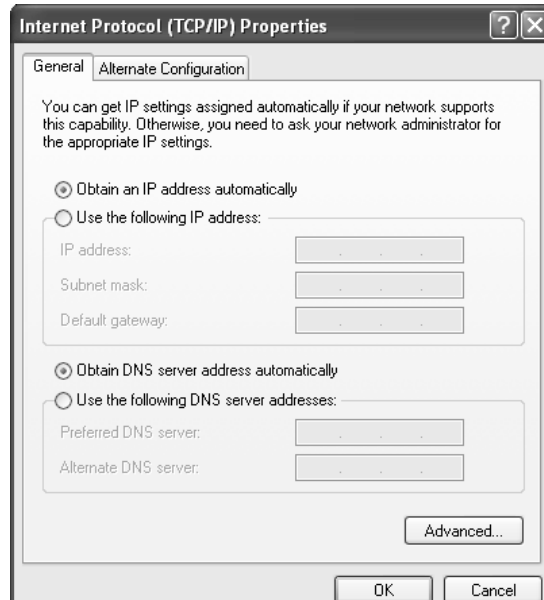 Internet Protocol (TCP/IP) Properties
General
Alternate Configuration
You can get IP settings assigned automatically if your network supports
this capability. Otherwise, you need to ask your network administrator for
the appropriate IP settings.
Obtain an IP address automatically
Use the following IP address:
IP address:
Subnet mask:
Default gateway:
Obtain DNS server address automatically
Use the following DNS server addresses:
Preferred DNS server:
Alternate DNS server:
Advanced...
OK
Cancel